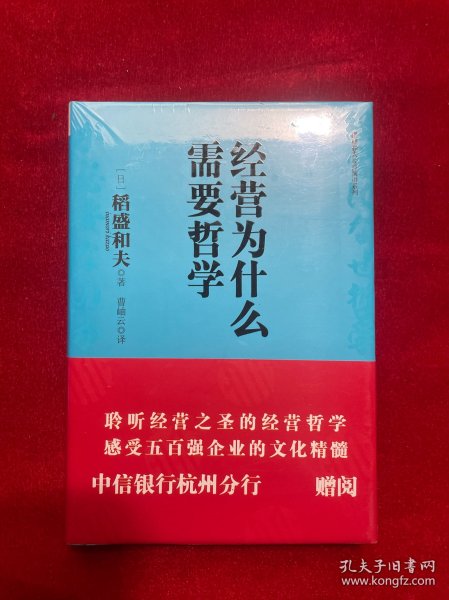 经营为什么
需要哲学
[日]稻盛和夫◎著
inamori kazuo
曹岫云◎译
聆听经营之圣的经营哲学
感受五百强企业的文化精髓
中信银行杭州分行 赠阅
孔夫子旧书网
www.kongfz.com